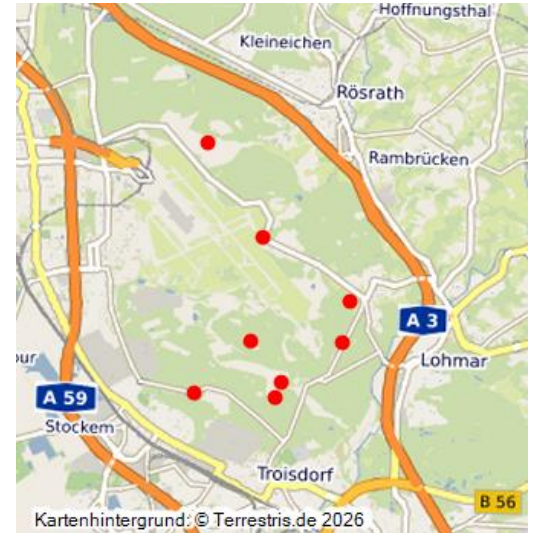 Hoffnungsthal
Kleineichen
Rösrath
Rambrücken
A 3
Lohmar
our
A 59
Stockem
Troisdorf
B 56
Kartenhintergrund: © Terrestris.de 2026